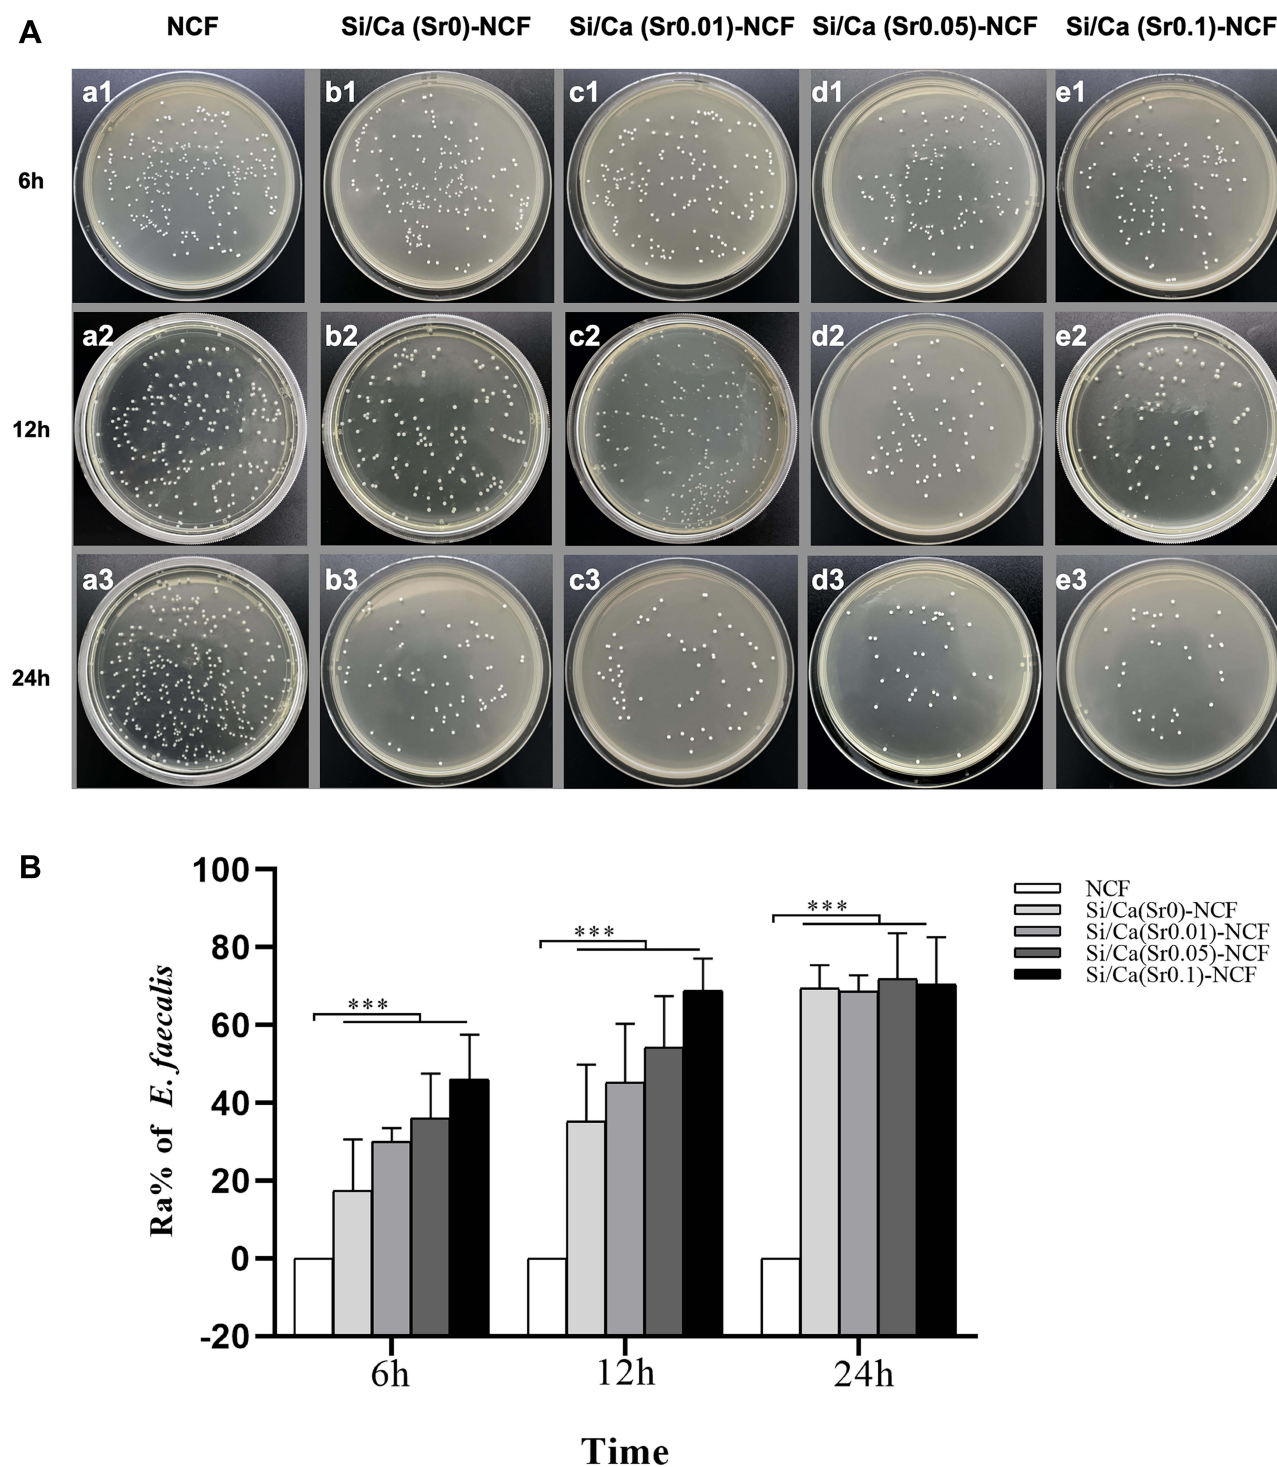 A
NCF
Si/Ca (Sr0)-NCF
Si/Ca (Sr0.01)-NCF
Si/Ca (Sr0.05)-NCF
Si/Ca (Sr0.1)-NCF
6h
a1
b1
c1
d1
e1
12h
a2
b2
c2
d2
e2
24h
a3
b3
c3
d3
e3
B
Ra% of E. faecalis
100
80
60
40
20
0
-20
***
***
***
NCF
Si/Ca(Sr0)-NCF
Si/Ca(Sr0.01)-NCF
Si/Ca(Sr0.05)-NCF
Si/Ca(Sr0.1)-NCF
6h
12h
24h
Time